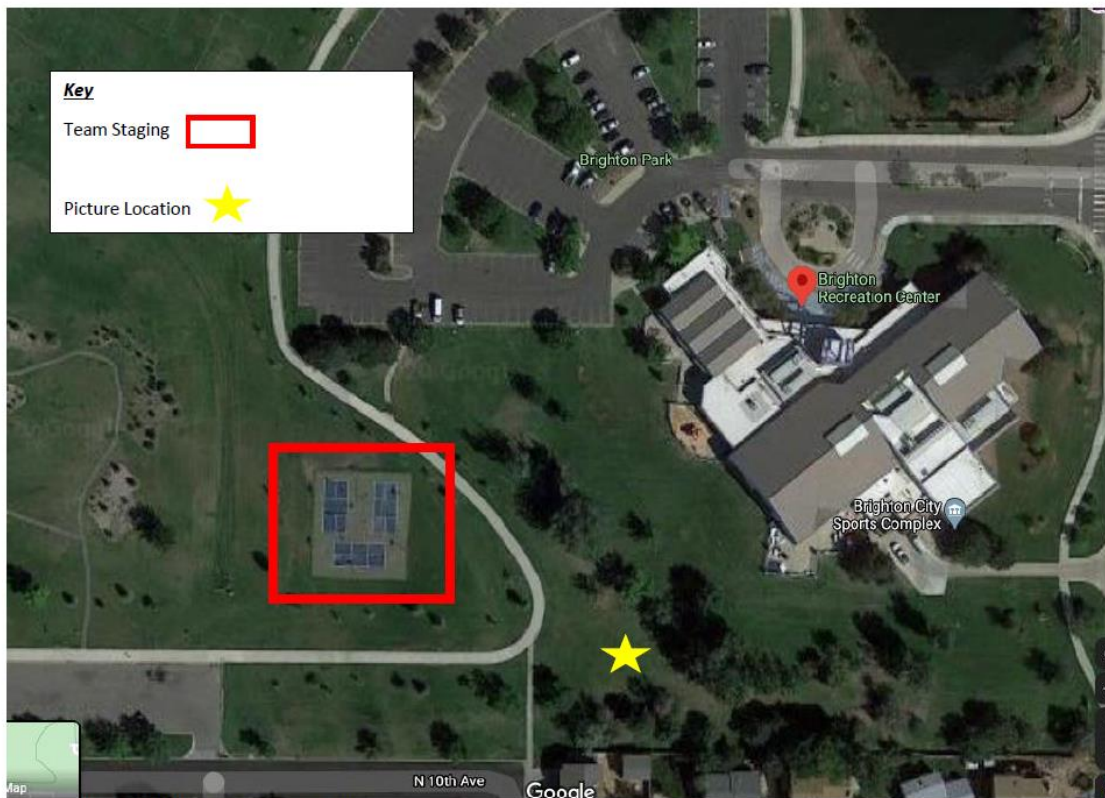 Key
Team Staging
Picture Location
Brighton Park
Brighton
Recreation Center
Brighton City
Sports Complex
N 10th Ave
Google
Map